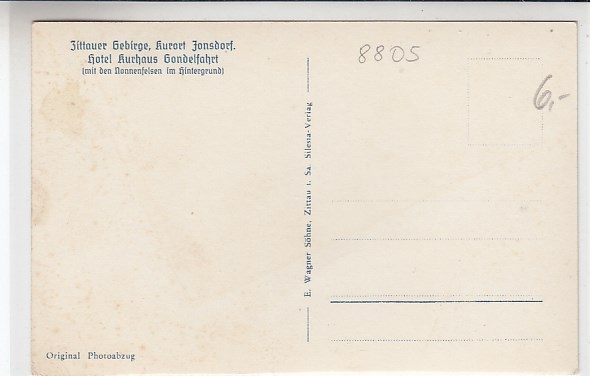 Zittauer Gebirge, Kurort Jonsdorf.
Hotel Kurhaus Gondelfahrt
(mit den Nonnenfelsen im Hintergrund)
8805
6,-
E. Wagner Söhne, Zittau i. Sa. Silesia-Verlag
Original Photoabzug